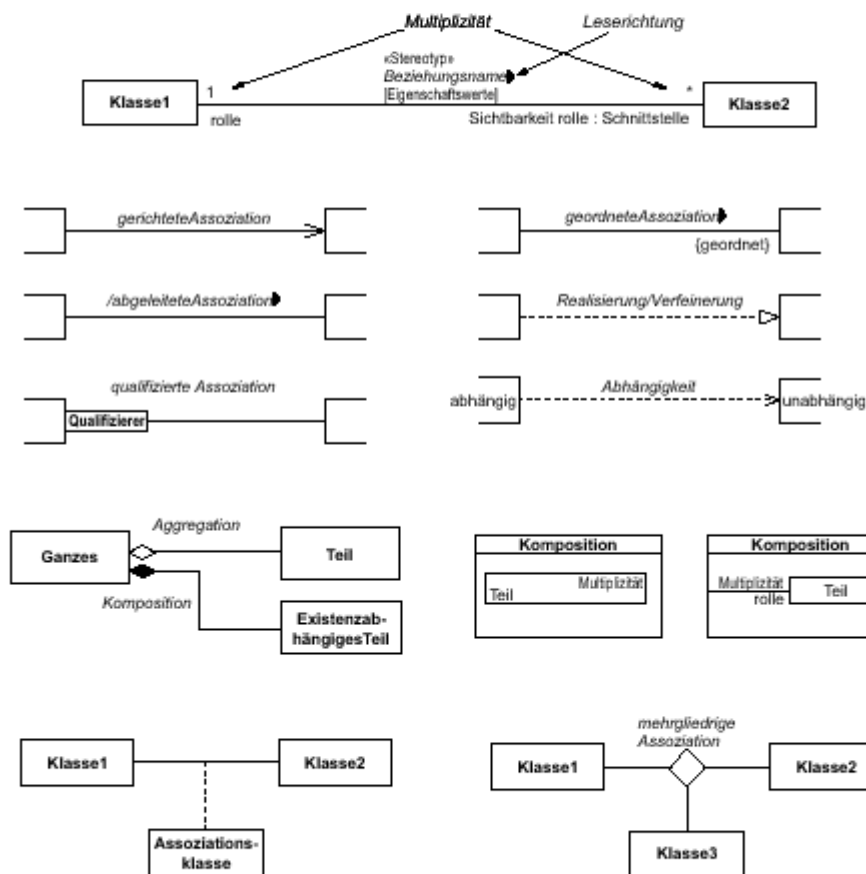 Multiplizität
Leserichtung
«Stereotyp»
Beziehungsname
[Eigenschaftswerte]
Klasse1
1
rolle
*
Sichtbarkeit rolle : Schnittstelle
Klasse2
gerichteteAssoziation
geordneteAssoziation
{geordnet}
/abgeleiteteAssoziation
Realisierung/Verfeinerung
qualifizierte Assoziation
Qualifizierer
abhängig
Abhängigkeit
unabhängig
Ganzes
Aggregation
Teil
Komposition
Existenzab-
hängigesTeil
Komposition
Multiplizität
Teil
Komposition
Multiplizität
rolle
Teil
Klasse1
Klasse2
Assoziations-
klasse
mehrgliedrige
Assoziation
Klasse1
Klasse2
Klasse3